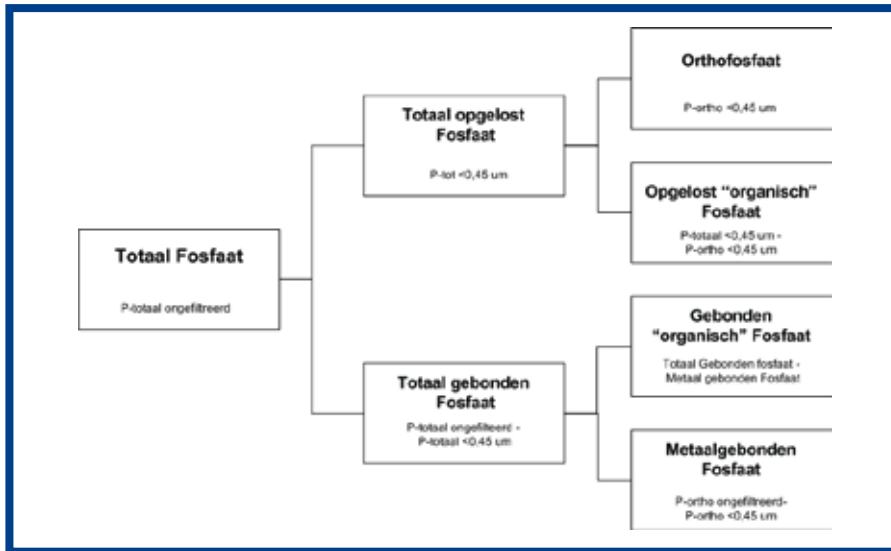 Totaal Fosfaat
P-totaal ongefiltreerd
Totaal opgelost
Fosfaat
P-tot <0,45 um
Totaal gebonden
Fosfaat
P-totaal ongefilterd -
P-totaal <0,45 um
Orthofosfaat
P-ortho <0,45 um
Opgelost "organisch"
Fosfaat
P-totaal <0,45 um -
P-ortho <0,45 um
Gebonden
"organisch" Fosfaat
Totaal Gebonden fosfaat -
Metaal gebonden Fosfaat
Metaalgebonden
Fosfaat
P-ortho ongefiltreerd-
P-ortho <0,45 um